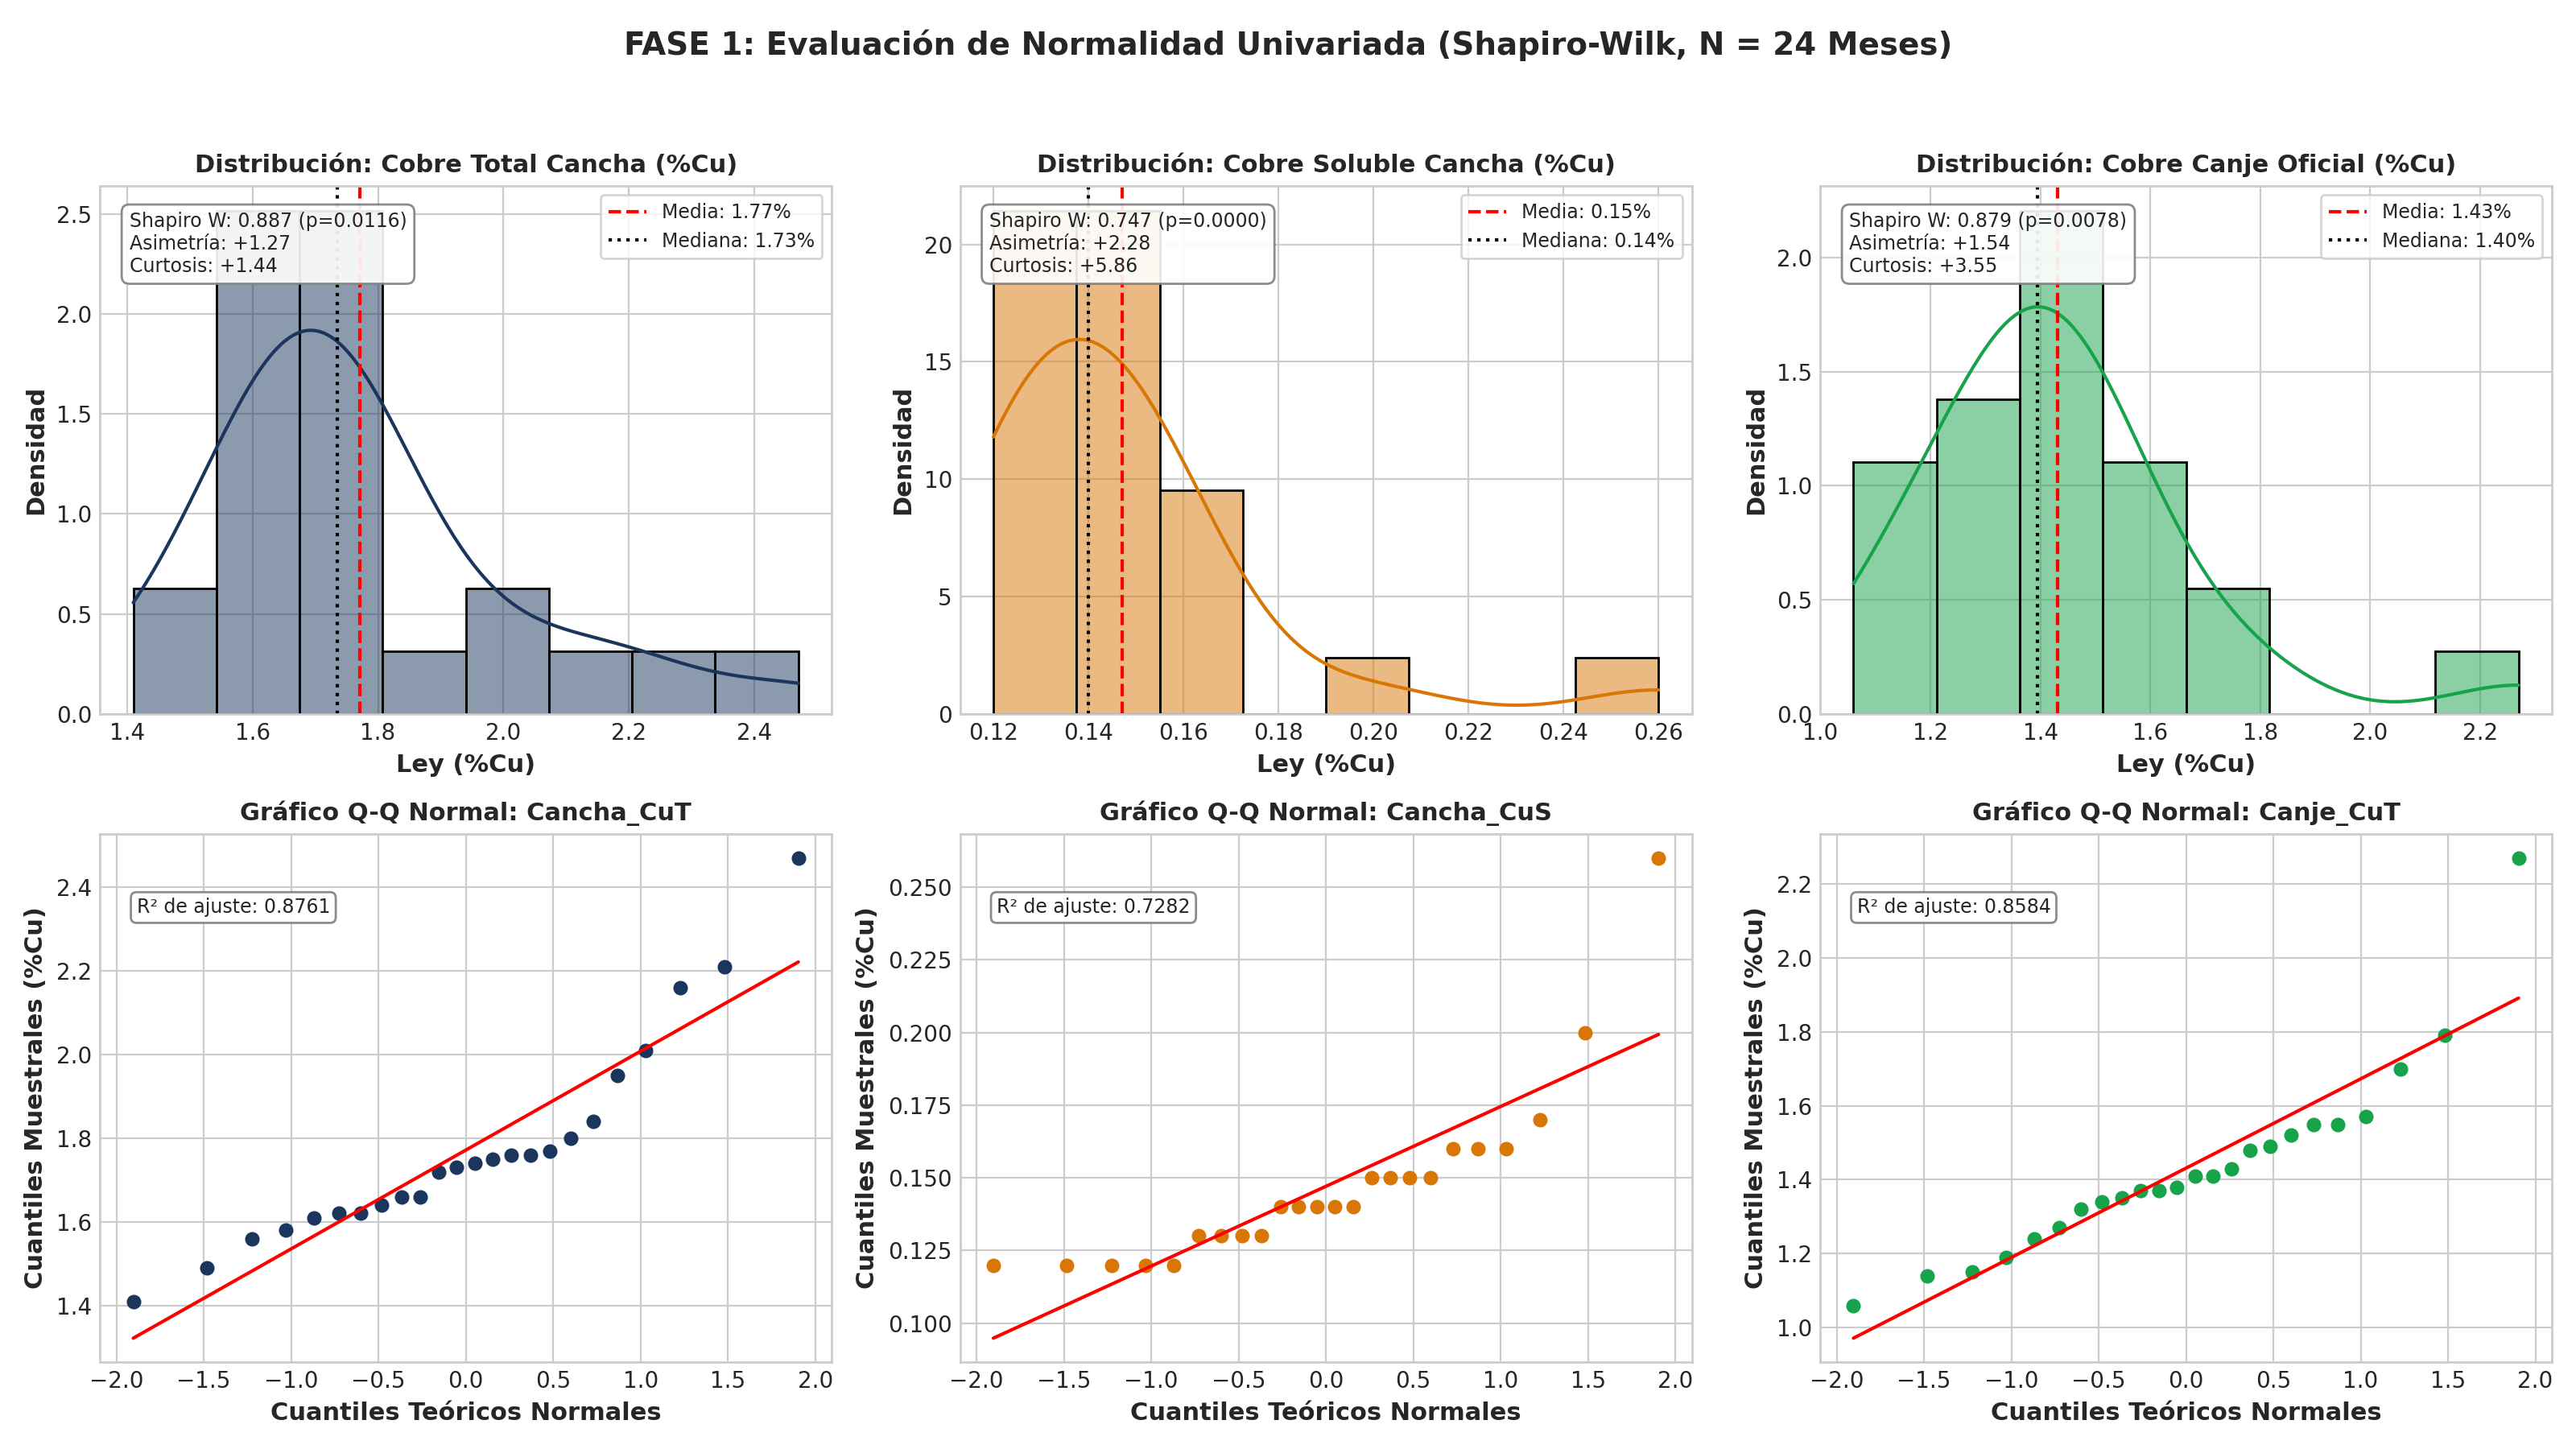 FASE 1: Evaluación de Normalidad Univariada (Shapiro-Wilk, N = 24 Meses)
Distribución: Cobre Total Cancha (%Cu)
Densidad
2.5
2.0
1.5
1.0
0.5
0.0
Shapiro W: 0.887 (p=0.0116)
Asimetría: +1.27
Curtosis: +1.44
Media: 1.77%
Mediana: 1.73%
1.4 1.6 1.8 2.0 2.2 2.4
Ley (%Cu)
Distribución: Cobre Soluble Cancha (%Cu)
Densidad
20
15
10
5
0
Shapiro W: 0.747 (p=0.0000)
Asimetría: +2.28
Curtosis: +5.86
Media: 0.15%
Mediana: 0.14%
0.12 0.14 0.16 0.18 0.20 0.22 0.24 0.26
Ley (%Cu)
Distribución: Cobre Canje Oficial (%Cu)
Densidad
2.0
1.5
1.0
0.5
0.0
Shapiro W: 0.879 (p=0.0078)
Asimetría: +1.54
Curtosis: +3.55
Media: 1.43%
Mediana: 1.40%
1.0 1.2 1.4 1.6 1.8 2.0 2.2
Ley (%Cu)
Gráfico Q-Q Normal: Cancha_CuT
Cuantiles Muestrales (%Cu)
2.4
2.2
2.0
1.8
1.6
1.4
R² de ajuste: 0.8761
−2.0 −1.5 −1.0 −0.5 0.0 0.5 1.0 1.5 2.0
Cuantiles Teóricos Normales
Gráfico Q-Q Normal: Cancha_CuS
Cuantiles Muestrales (%Cu)
0.250
0.225
0.200
0.175
0.150
0.125
0.100
R² de ajuste: 0.7282
−2.0 −1.5 −1.0 −0.5 0.0 0.5 1.0 1.5 2.0
Cuantiles Teóricos Normales
Gráfico Q-Q Normal: Canje_CuT
Cuantiles Muestrales (%Cu)
2.2
2.0
1.8
1.6
1.4
1.2
1.0
R² de ajuste: 0.8584
−2.0 −1.5 −1.0 −0.5 0.0 0.5 1.0 1.5 2.0
Cuantiles Teóricos Normales